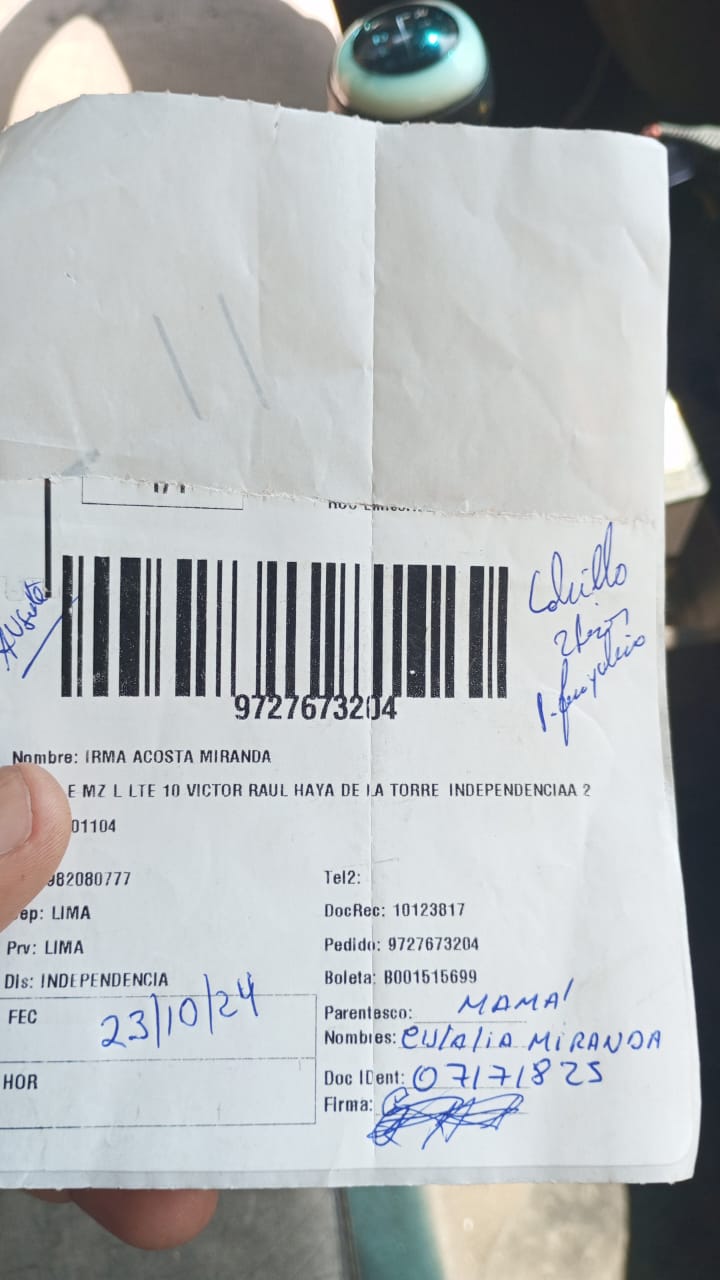 9727673204
Nombre: IRMA ACOSTA MIRANDA
E MZ L LTE 10 VICTOR RAUL HAYA DE LA TORRE INDEPENDENCIAA 2
01104
982080777 Tel2:
ep: LIMA DocRec: 10123817
Prv: LIMA Pedido: 9727673204
DIs: INDEPENDENCIA Boleta: B001515699
FEC 23/10/24 Parentesco: MAMA'
Nombres: EULALIA MIRANDA
HOR Doc IDent: 07171825
Firma: